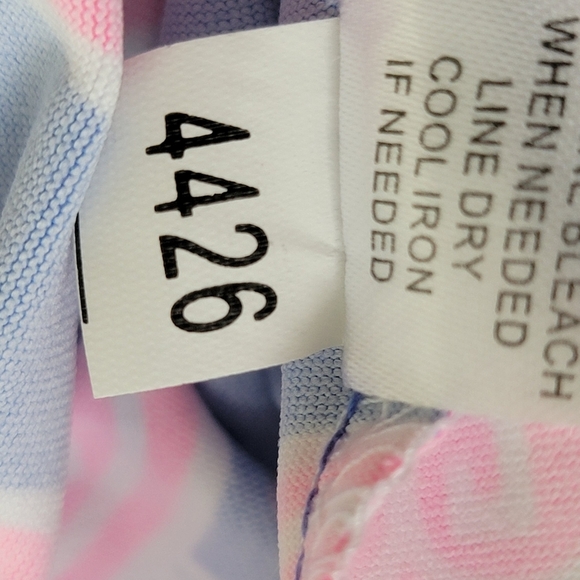 4426
BLEACH
WHEN NEEDED
LINE DRY
COOL IRON
IF NEEDED